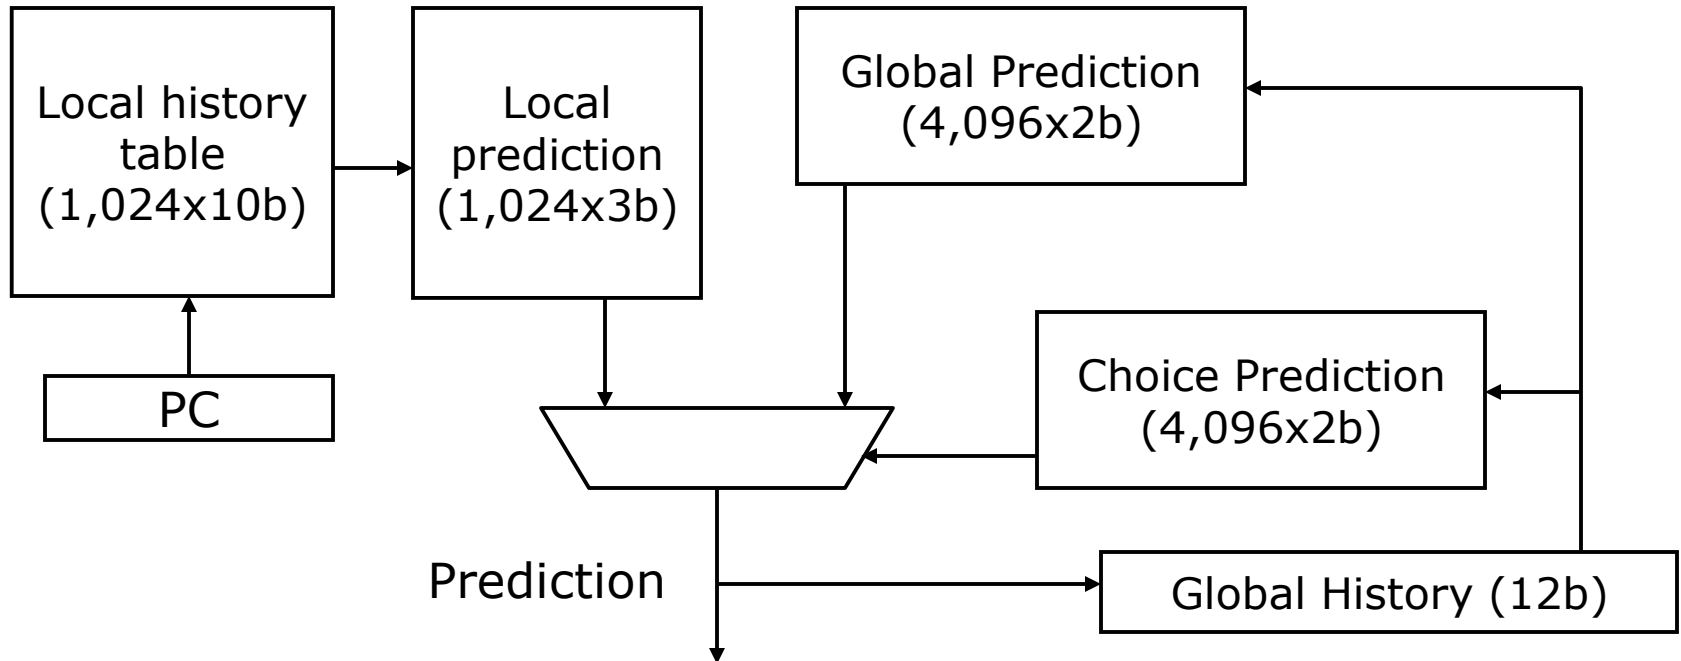 Local history
table
(1,024x10b)
Local
prediction
(1,024x3b)
Global Prediction
(4,096x2b)
PC
Choice Prediction
(4,096x2b)
Prediction
Global History (12b)